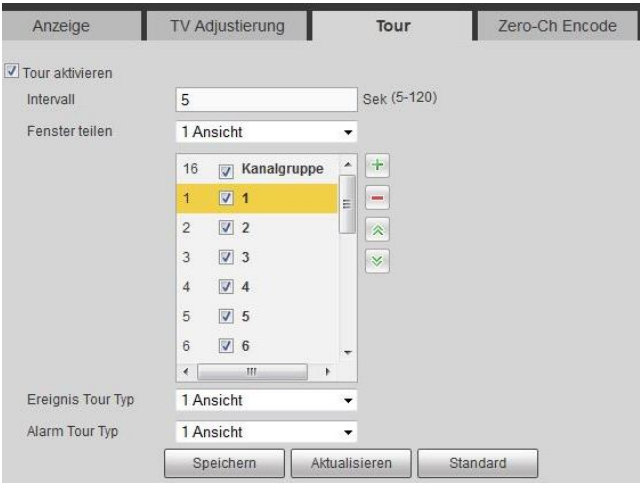 Anzeige TV Adjustierung Tour Zero-Ch Encode
Tour aktivieren
Intervall 5 Sek (5-120)
Fenster teilen 1 Ansicht
16 Kanalgruppe
1 1
2 2
3 3
4 4
5 5
6 6
Ereignis Tour Typ 1 Ansicht
Alarm Tour Typ 1 Ansicht
Speichern Aktualisieren Standard